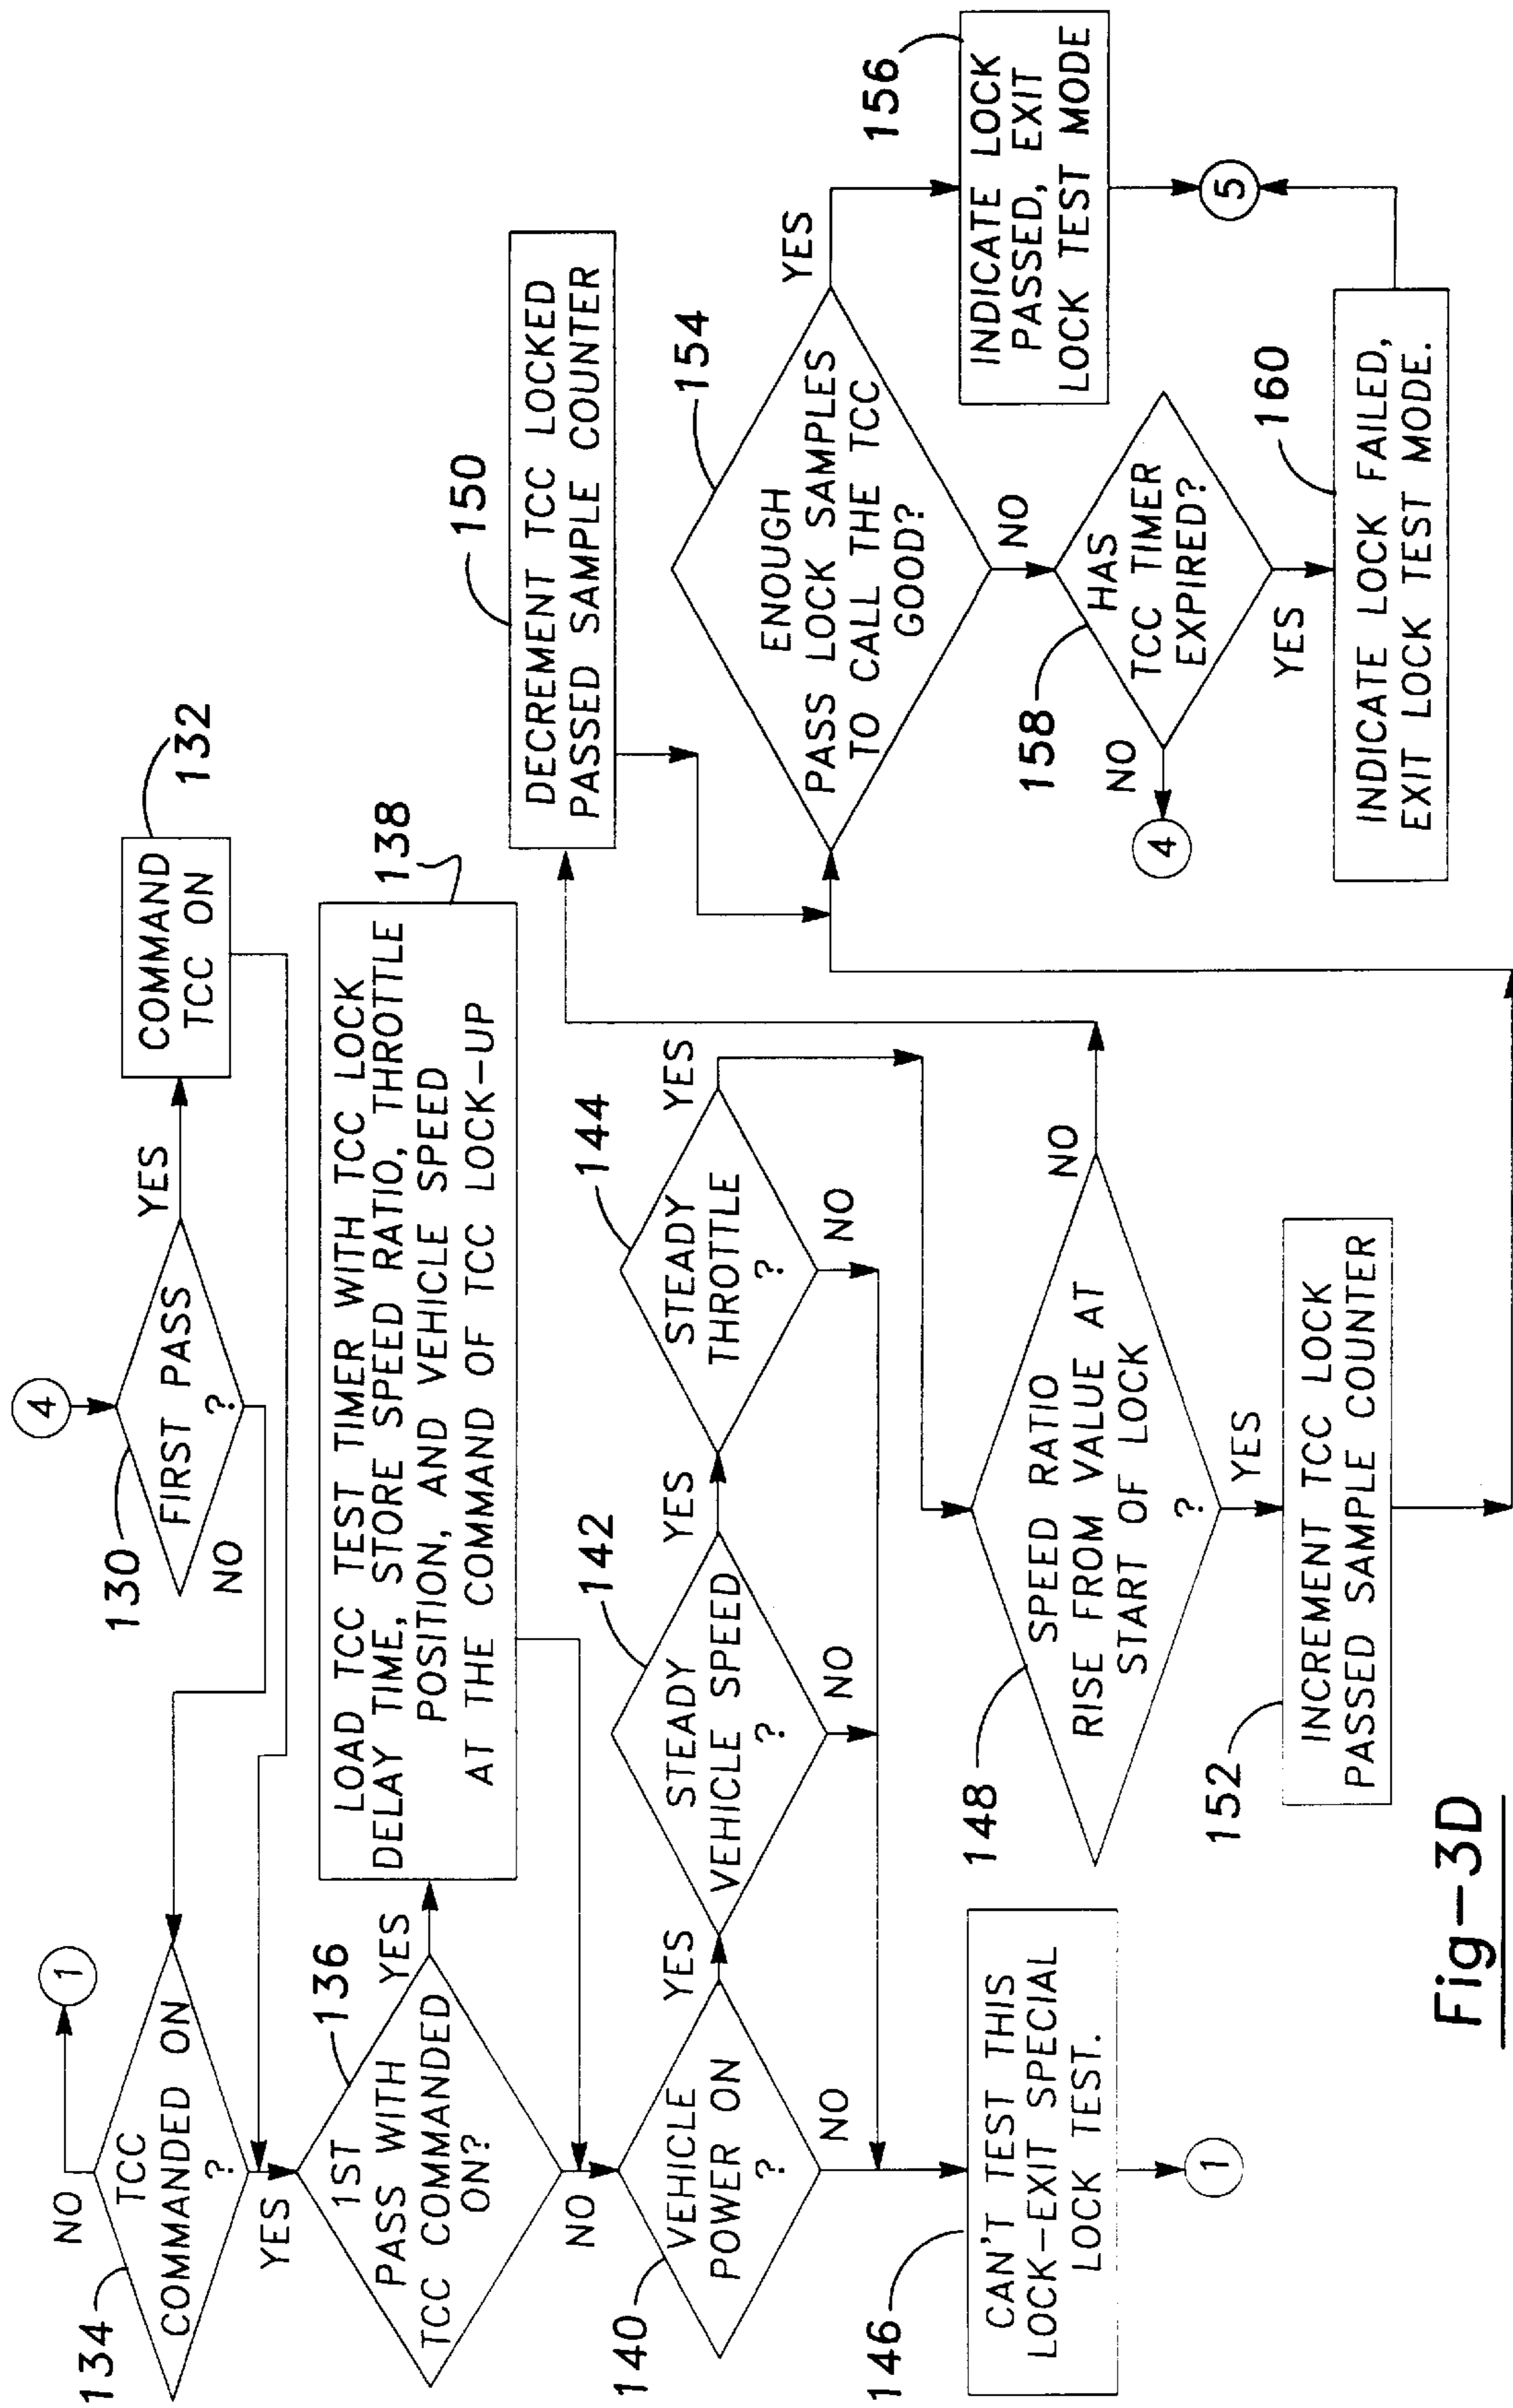 4
130
FIRST PASS
?
YES
NO
COMMAND
TCC ON
132
134
TCC
COMMANDED ON
?
NO
1
YES
136
1ST
PASS WITH
TCC COMMANDED
ON?
YES
NO
138
LOAD TCC TEST TIMER WITH TCC LOCK
DELAY TIME, STORE SPEED RATIO, THROTTLE
POSITION, AND VEHICLE SPEED
AT THE COMMAND OF TCC LOCK-UP
140
VEHICLE
POWER ON
?
YES
NO
142
STEADY
VEHICLE SPEED
?
YES
NO
144
STEADY
THROTTLE
?
YES
NO
146
CAN'T TEST THIS
LOCK-EXIT SPECIAL
LOCK TEST.
1
148
SPEED RATIO
RISE FROM VALUE AT
START OF LOCK
?
NO
YES
150
DECREMENT TCC LOCKED
PASSED SAMPLE COUNTER
152
INCREMENT TCC LOCK
PASSED SAMPLE COUNTER
154
ENOUGH
PASS LOCK SAMPLES
TO CALL THE TCC
GOOD?
YES
NO
156
INDICATE LOCK
PASSED, EXIT
LOCK TEST MODE
5
158
HAS
TCC TIMER
EXPIRED?
NO
4
YES
160
INDICATE LOCK FAILED,
EXIT LOCK TEST MODE.
Fig-3D